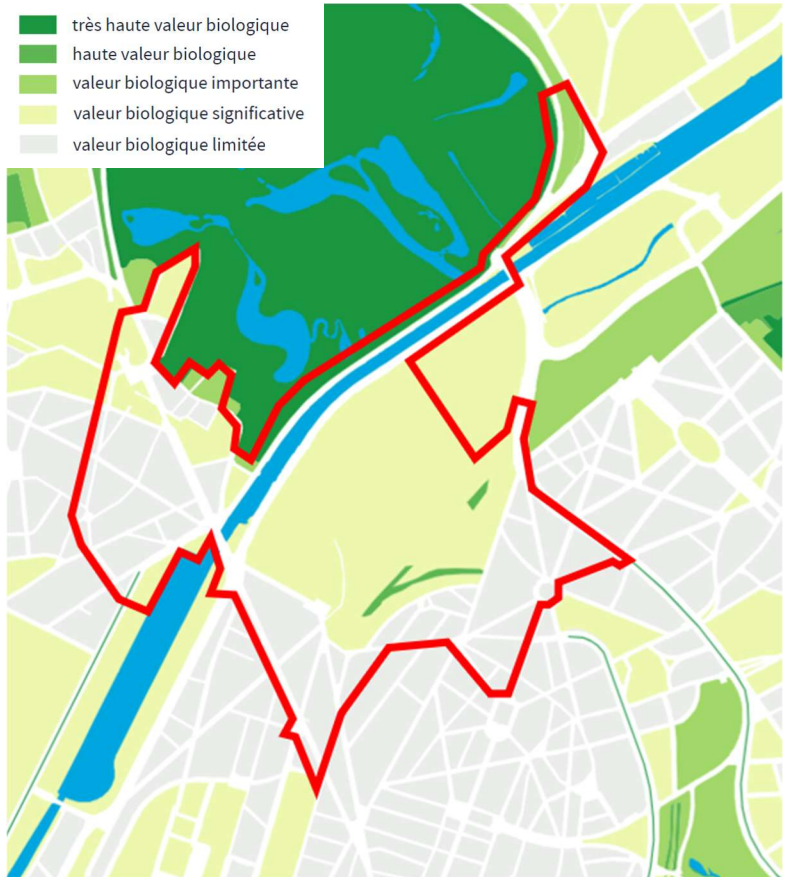 très haute valeur biologique
haute valeur biologique
valeur biologique importante
valeur biologique significative
valeur biologique limitée